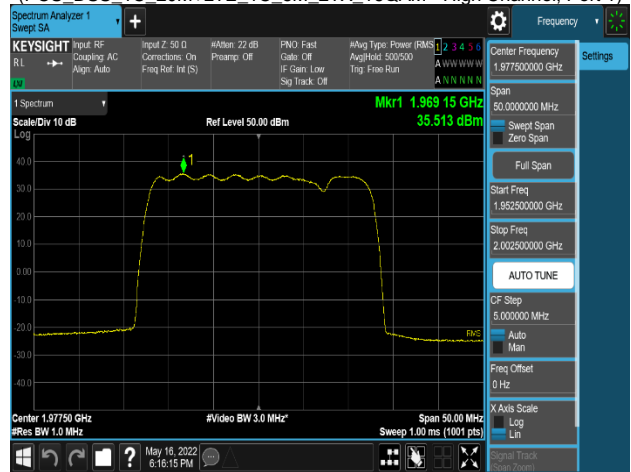 Spectrum Analyzer 1
Swept SA
Frequency
KEYSIGHT
RL
Input: RF
Coupling: AC
Align: Auto
Input Z: 50 Ω
Corrections: On
Freq Ref: Int (S)
#Atten: 22 dB
Preamp: Off
PNO: Fast
Gate: Off
IF Gain: Low
Sig Track: Off
#Avg Type: Power (RMS
Avg|Hold: 500/500
Trig: Free Run
1 2 3 4 5 6
A W W W W W
A N N N N N
LXI
1 Spectrum
Scale/Div 10 dB
Ref Level 50.00 dBm
Mkr1 1.969 15 GHz
35.513 dBm
Log
1
40.0
30.0
20.0
10.0
0.00
-10.0
-20.0
-30.0
-40.0
RMS
Center 1.97750 GHz
#Video BW 3.0 MHz*
Span 50.00 MHz
#Res BW 1.0 MHz
Sweep 1.00 ms (1001 pts)
May 16, 2022
6:16:15 PM
Center Frequency
1.977500000 GHz
Settings
Span
50.0000000 MHz
Swept Span
Zero Span
Full Span
Start Freq
1.952500000 GHz
Stop Freq
2.002500000 GHz
AUTO TUNE
CF Step
5.000000 MHz
Auto
Man
Freq Offset
0 Hz
X Axis Scale
Log
Lin
Signal Track
(Span Zoom)